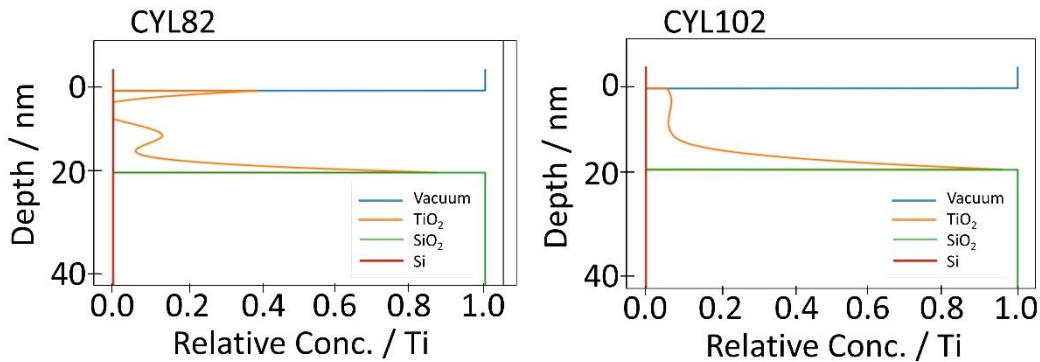 CYL82
Depth / nm
0
20
40
0.0 0.2 0.4 0.6 0.8 1.0
Relative Conc. / Ti
Vacuum
TiO₂
SiO₂
Si
CYL102
Depth / nm
0
20
40
0.0 0.2 0.4 0.6 0.8 1.0
Relative Conc. / Ti
Vacuum
TiO₂
SiO₂
Si